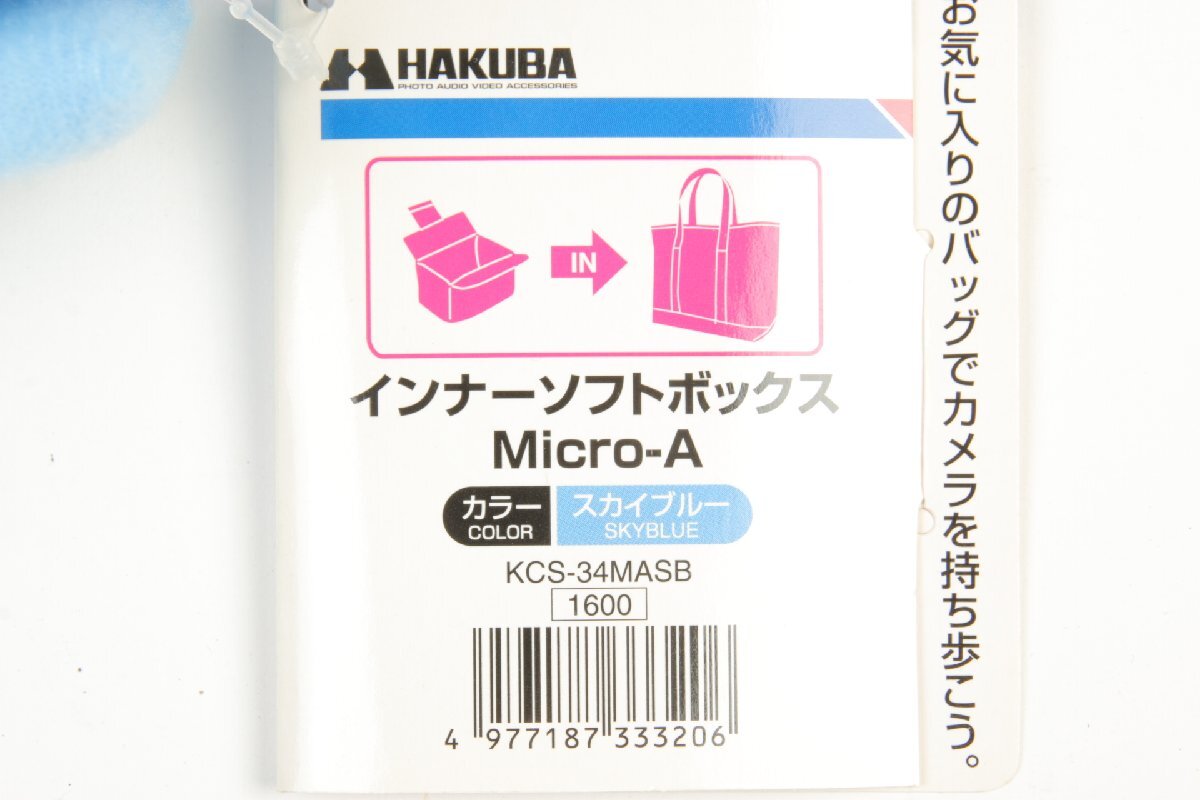 HAKUBA
PHOTO AUDIO VIDEO ACCESSORIES
IN
インナーソフトボックス
Micro-A
カラー
COLOR
スカイブルー
SKYBLUE
KCS-34MASB
1600
4 977187 333206
お気に入りのバッグでカメラを持ち歩こう。